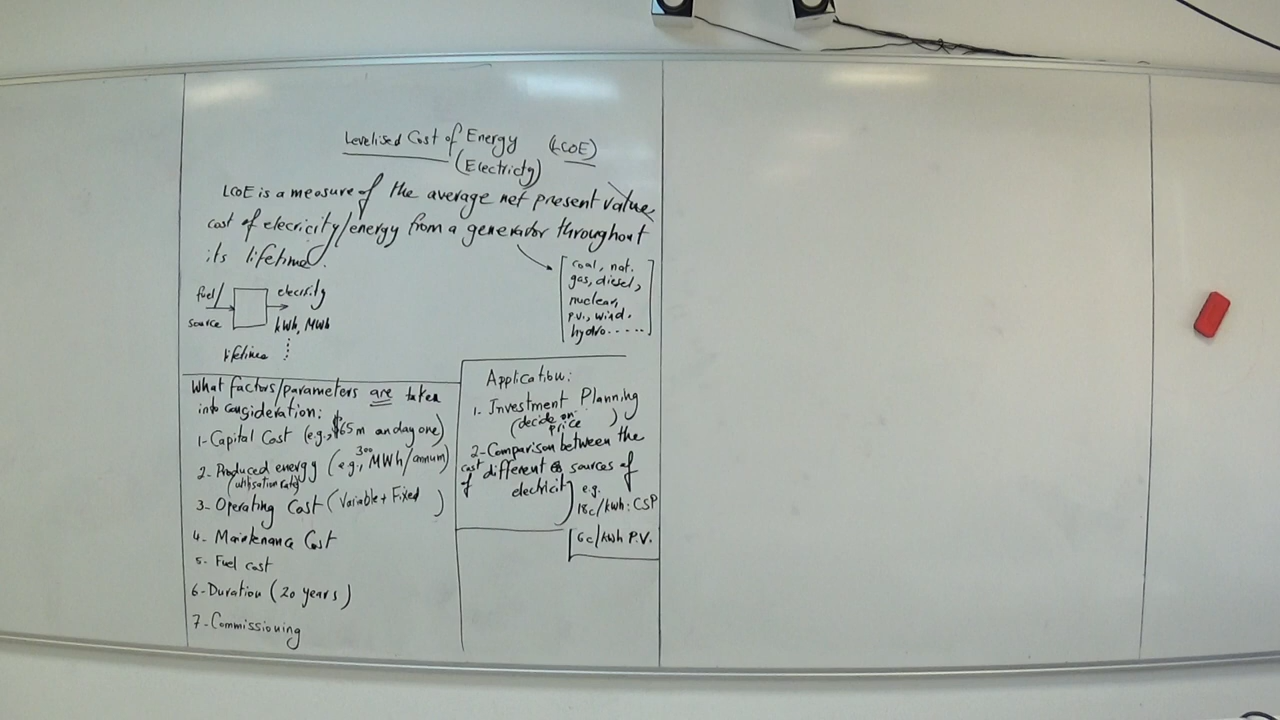 Levelised Cost of Energy (LCOE)
(Electricity)
LCOE is a measure of the average net present value
cost of elecricity/energy from a generator throughout
its lifetime.
coal, nat.
gas, diesel,
nuclear,
P.V., wind,
hydro.....
fuel/
source
elecricity
kWh, MWh
lifetime
What factors/parameters are taken
into consideration:
1-Capital Cost (e.g., $65m on day one)
2-Produced energy (e.g., 300 MWh/annum)
(utilisation ratio)
3-Operating Cost (Variable + Fixed)
4-Maintenance Cost
5-Fuel cost
6-Duration (20 years)
7-Commissioning
Application:
1-Investment Planning
(decide on price)
2-Comparison between the
cost of different sources of
electricity
e.g.
18c/kWh: CSP
6c/kWh P.V.